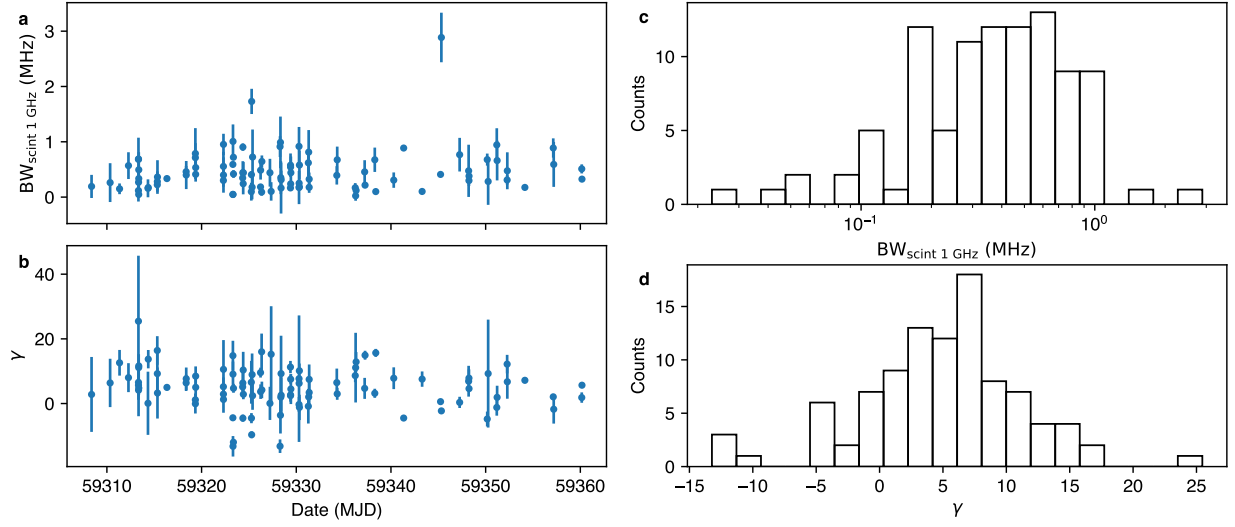 a
3
2
1
0
BW_scint 1 GHz (MHz)
b
40
20
0
γ
59310 59320 59330 59340 59350 59360
Date (MJD)
c
10
5
0
Counts
10⁻¹ 10⁰
BW_scint 1 GHz (MHz)
d
15
10
5
0
Counts
−15 −10 −5 0 5 10 15 20 25
γ